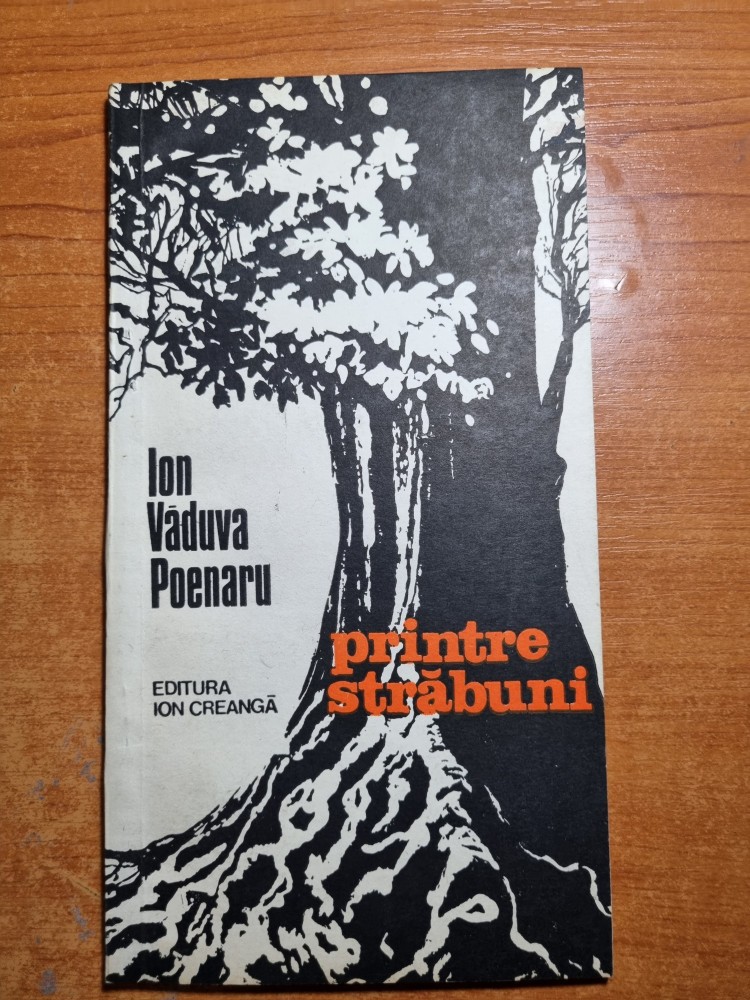 Ion
Văduva
Poenaru
printre
străbuni
EDITURA
ION CREANGĂ